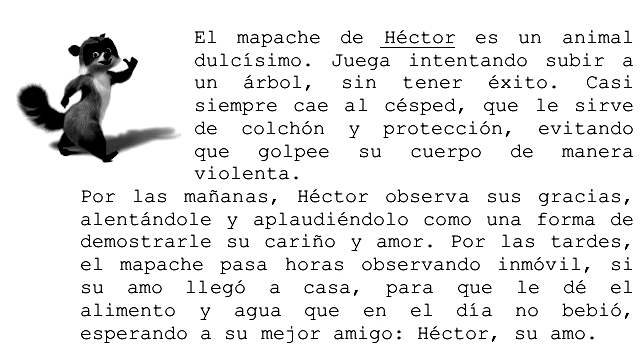 El mapache de Héctor es un animal
dulcísimo. Juega intentando subir a
un árbol, sin tener éxito. Casi
siempre cae al césped, que le sirve
de colchón y protección, evitando
que golpee su cuerpo de manera
violenta.
Por las mañanas, Héctor observa sus gracias,
alentándole y aplaudiéndolo como una forma de
demostrarle su cariño y amor. Por las tardes,
el mapache pasa horas observando inmóvil, si
su amo llegó a casa, para que le dé el
alimento y agua que en el día no bebió,
esperando a su mejor amigo: Héctor, su amo.